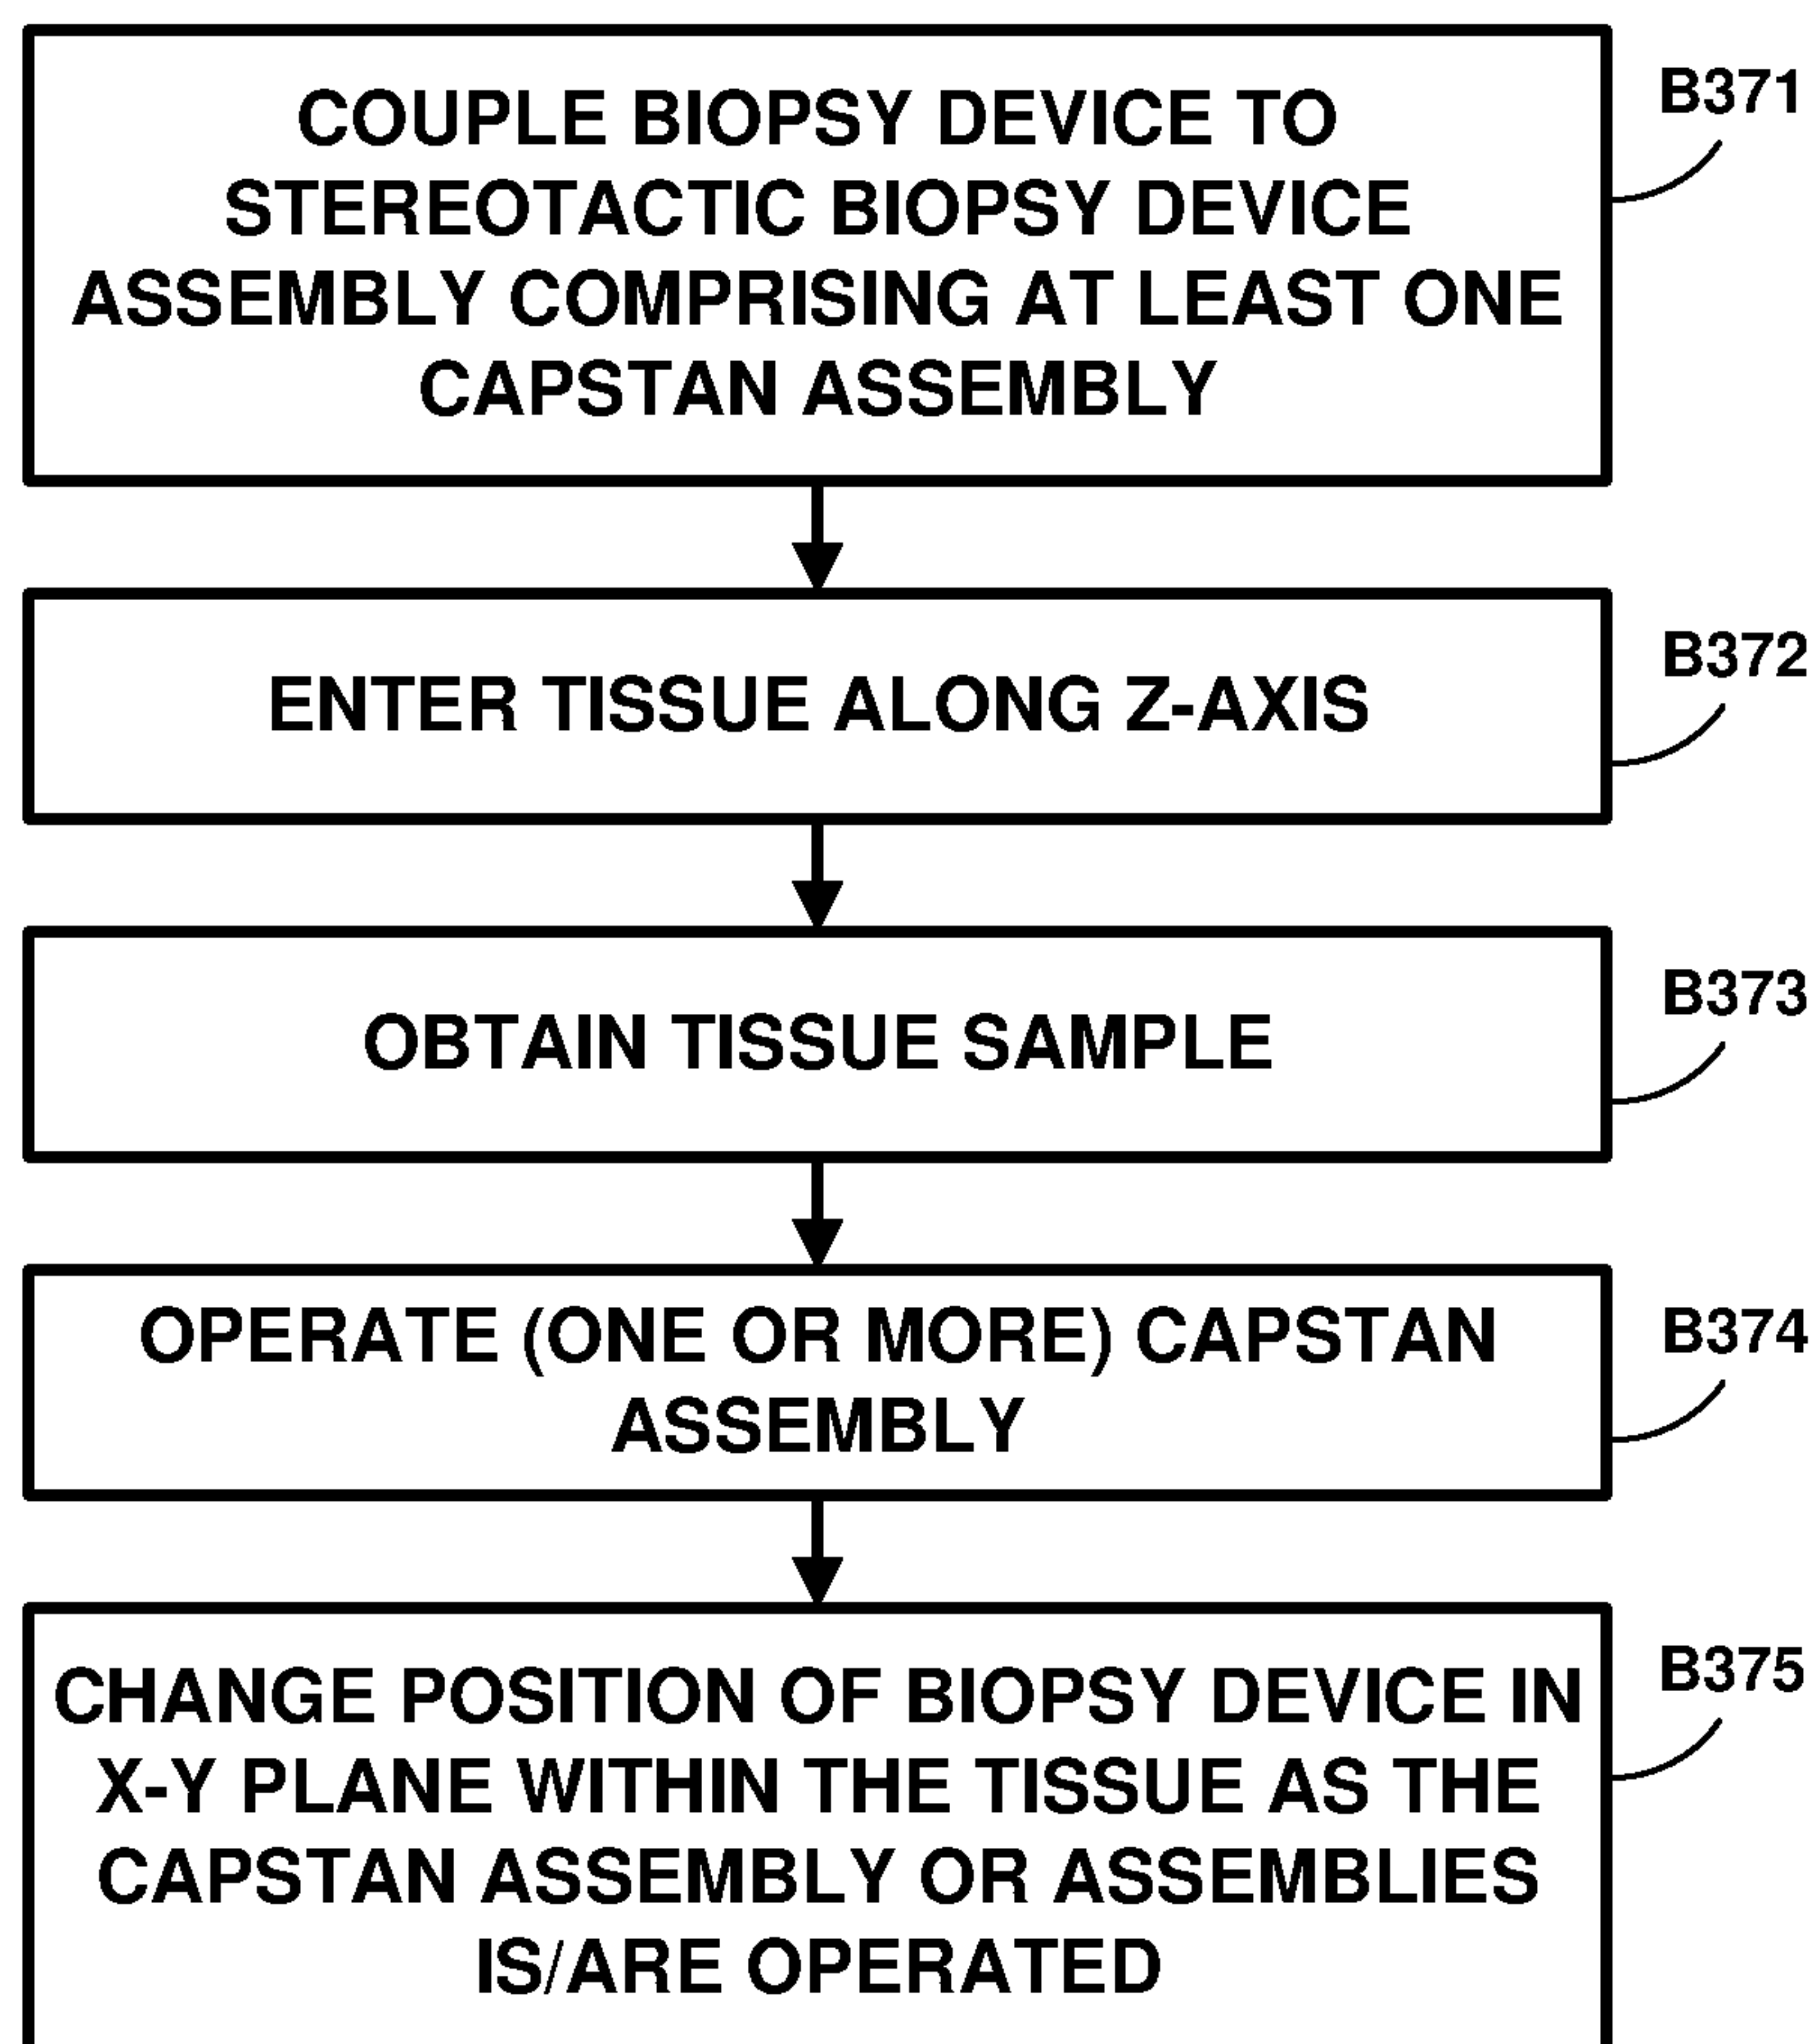 COUPLE BIOPSY DEVICE TO
STEREOTACTIC BIOPSY DEVICE
ASSEMBLY COMPRISING AT LEAST ONE
CAPSTAN ASSEMBLY
B371
ENTER TISSUE ALONG Z-AXIS
B372
OBTAIN TISSUE SAMPLE
B373
OPERATE (ONE OR MORE) CAPSTAN
ASSEMBLY
B374
CHANGE POSITION OF BIOPSY DEVICE IN
X-Y PLANE WITHIN THE TISSUE AS THE
CAPSTAN ASSEMBLY OR ASSEMBLIES
IS/ARE OPERATED
B375